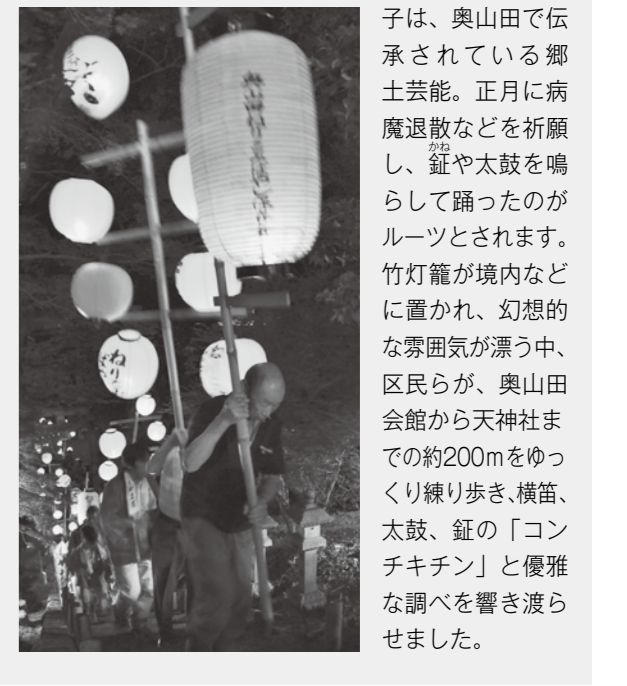 子は、奥山田で伝
承されている郷
土芸能。正月に病
魔退散などを祈願
し、鉦や太鼓を鳴
かね
らして踊ったのが
ルーツとされます。
竹灯籠が境内など
に置かれ、幻想的
な雰囲気が漂う中、
区民らが、奥山田
会館から天神社ま
での約200mをゆっ
くり練り歩き、横笛、
太鼓、鉦の「コン
チキチン」と優雅
な調べを響き渡ら
せました。